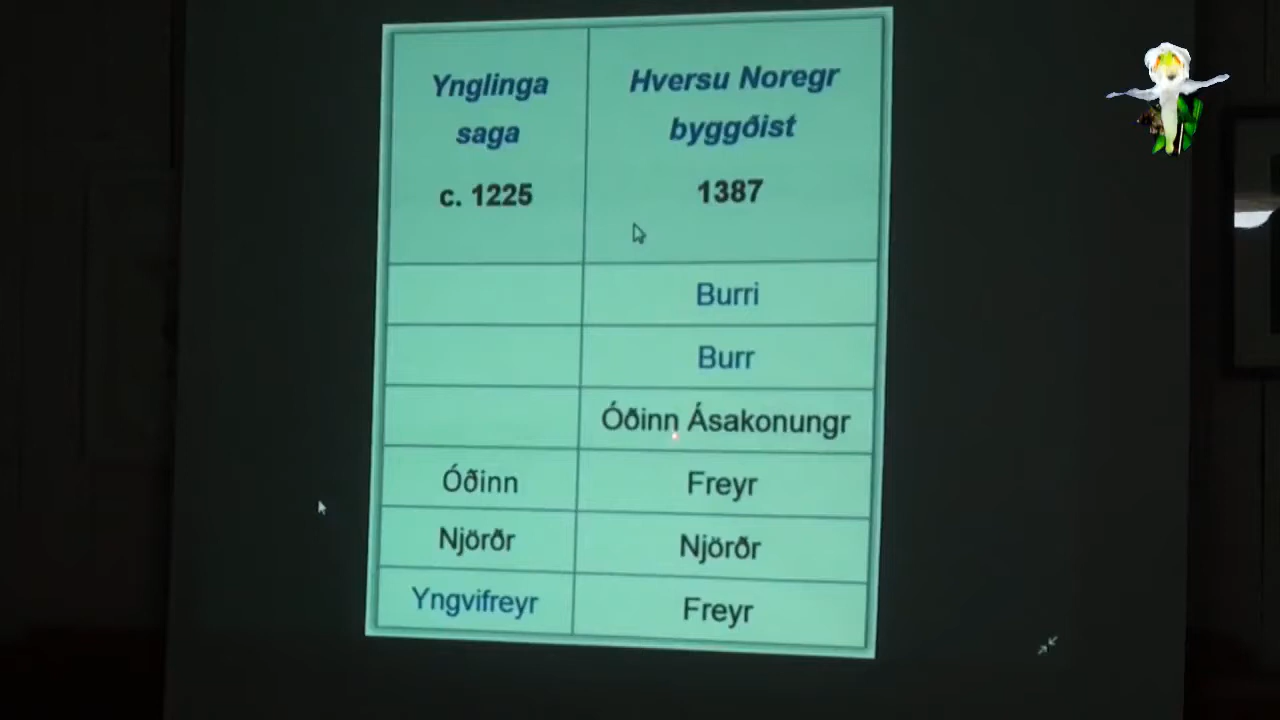 Ynglinga
saga
c. 1225
Hversu Noregr
byggðist
1387
Burri
Burr
Óðinn Ásakonungr
Óðinn
Freyr
Njörðr
Njörðr
Yngvifreyr
Freyr